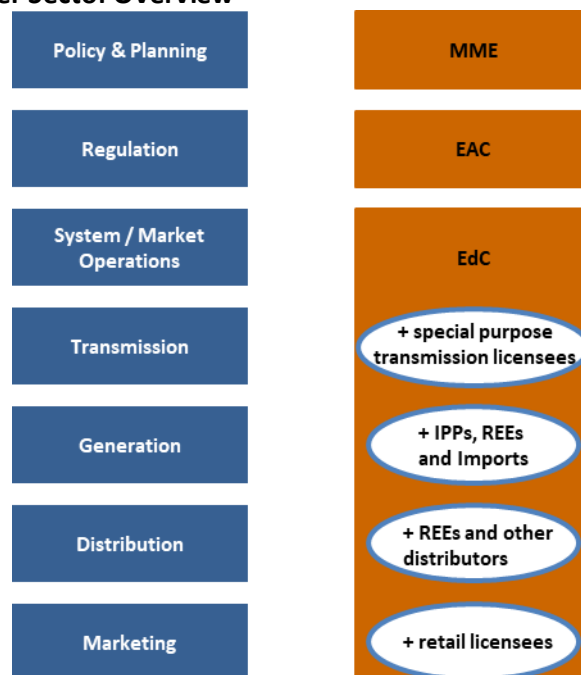 Sector Overview
Policy & Planning
MME
Regulation
EAC
System / Market
Operations
EdC
Transmission
+ special purpose
transmission licensees
Generation
+ IPPs, REEs
and Imports
Distribution
+ REEs and other
distributors
Marketing
+ retail licensees